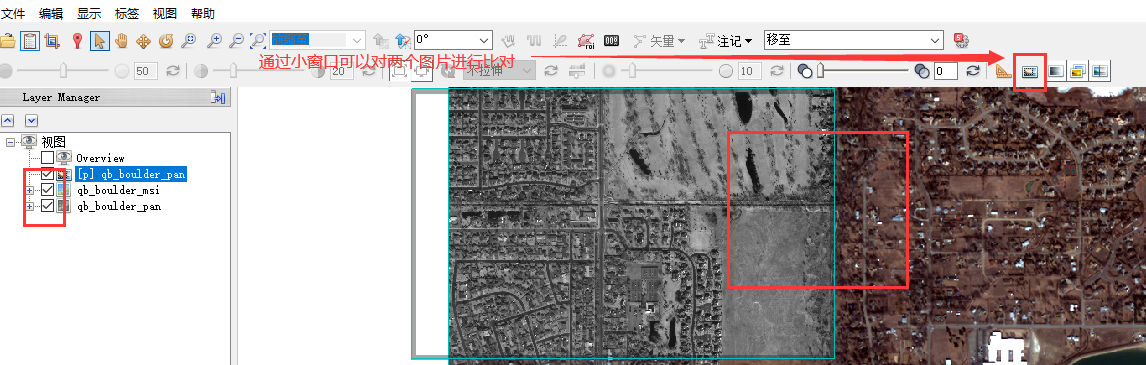 文件 编辑 显示 标签 视图 帮助
0° roi 009 矢量 注记 移至
通过小窗口可以对两个图片进行比对
50 20 不拉伸 10 0
Layer Manager
视图
Overview
[p] qb_boulder_pan
qb_boulder_msi
qb_boulder_pan